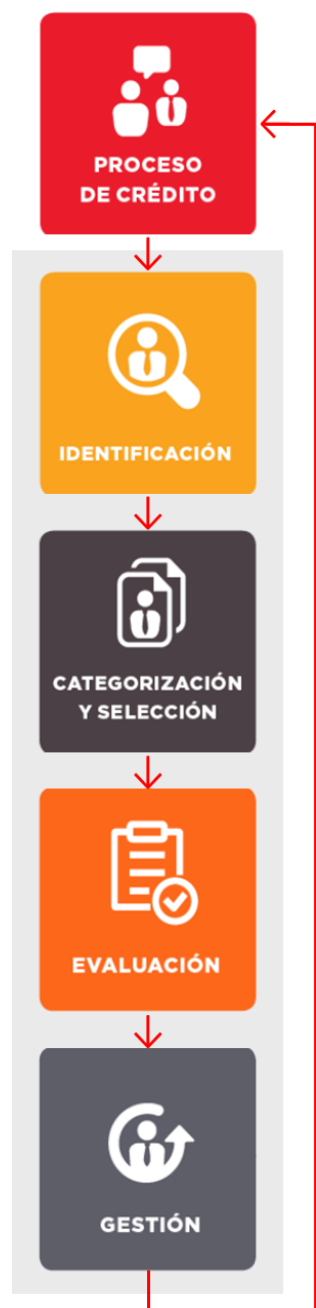 PROCESO
DE CRÉDITO
IDENTIFICACIÓN
CATEGORIZACIÓN
Y SELECCIÓN
EVALUACIÓN
GESTIÓN